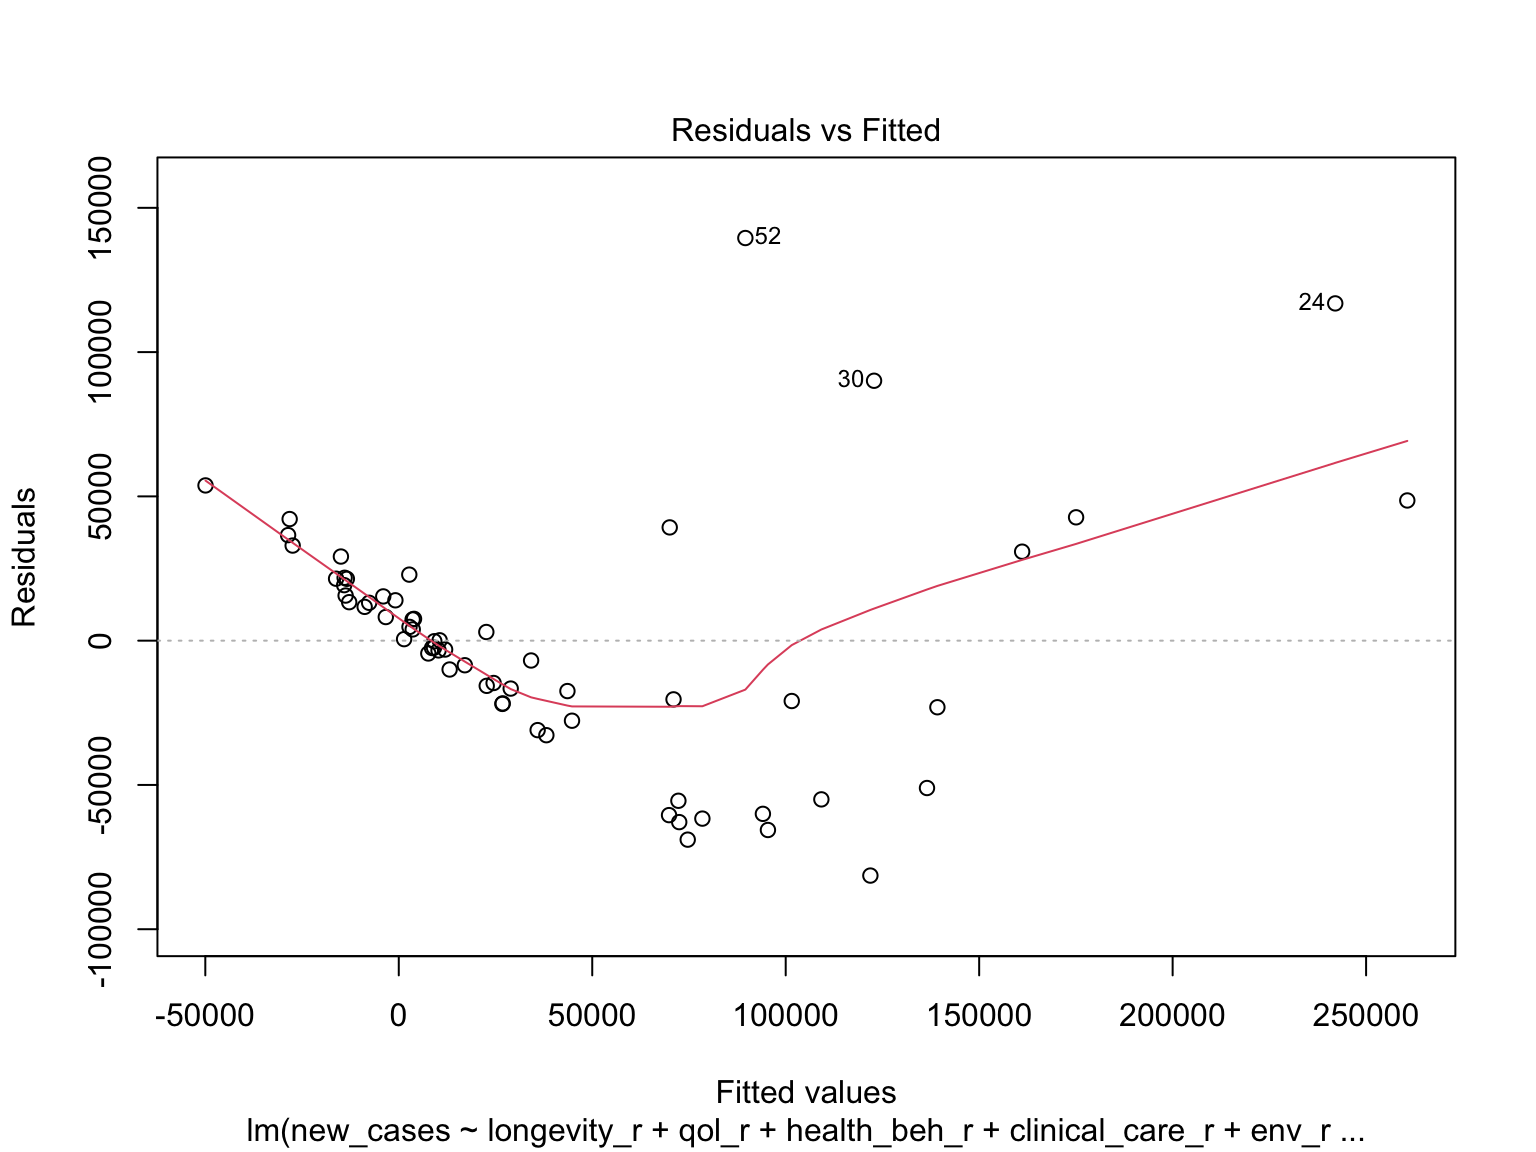 Residuals vs Fitted
150000
100000
50000
0
-50000
-100000
Residuals
52
24
30
-50000 0 50000 100000 150000 200000 250000
Fitted values
lm(new_cases ~ longevity_r + qol_r + health_beh_r + clinical_care_r + env_r ...